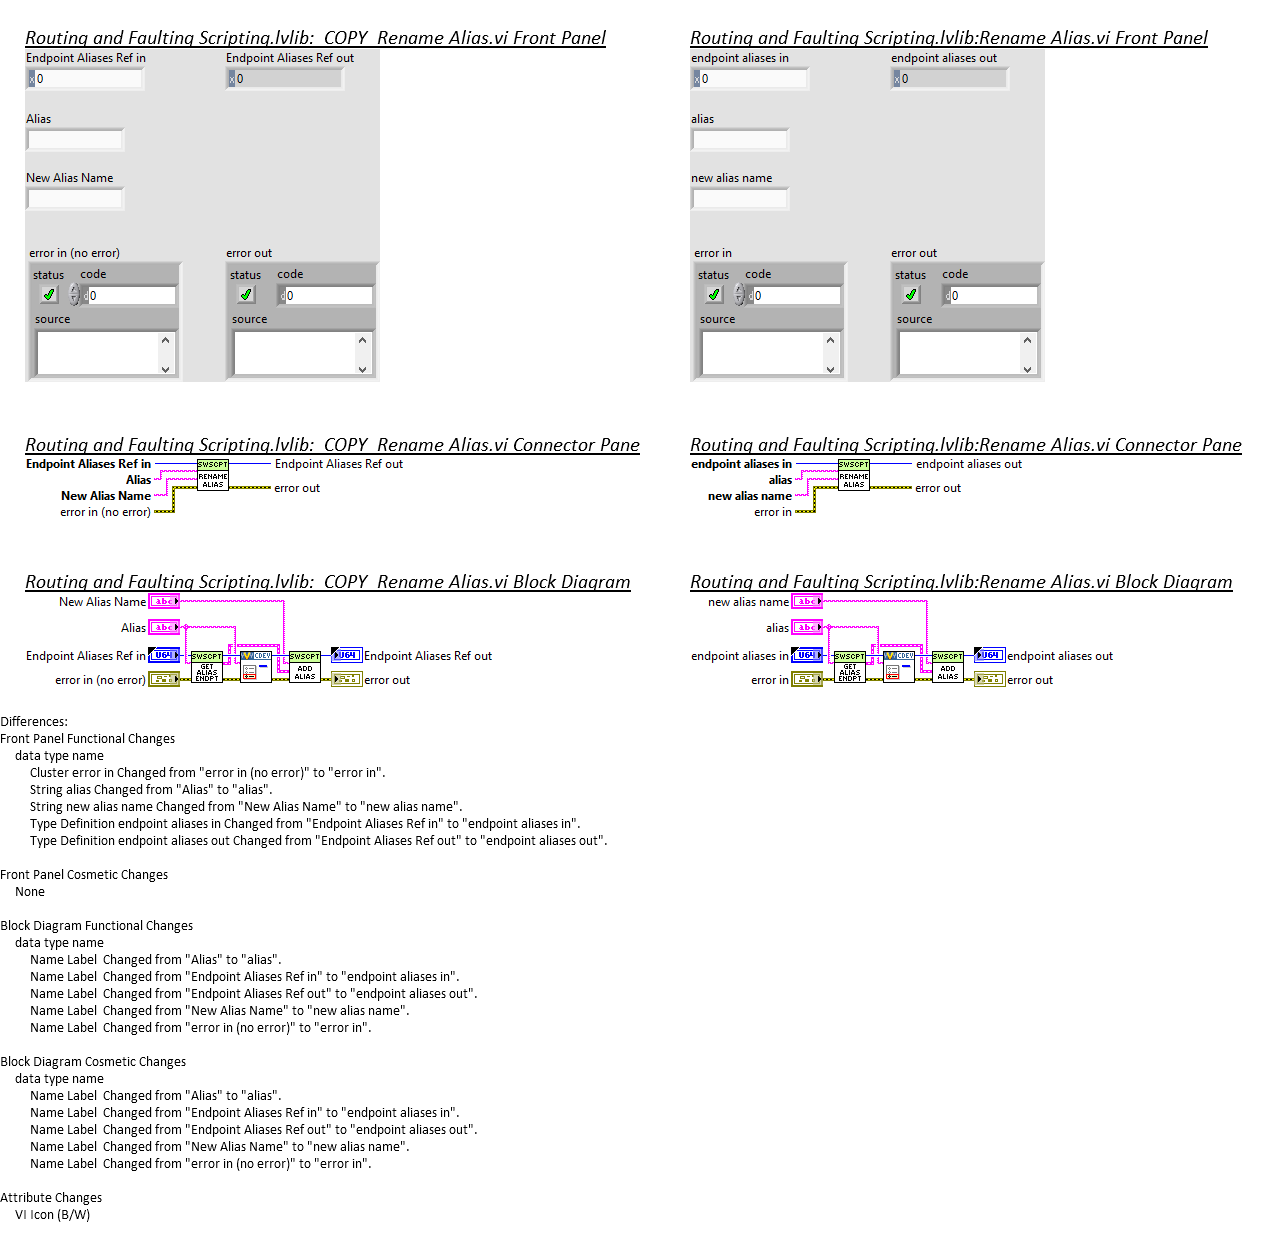 Routing and Faulting Scripting.lvlib:_COPY_Rename Alias.vi Front Panel
Endpoint Aliases Ref in
Endpoint Aliases Ref out
x 0
x 0
Alias
New Alias Name
error in (no error)
error out
status
code
status
code
d 0
d 0
source
source
Routing and Faulting Scripting.lvlib:Rename Alias.vi Front Panel
endpoint aliases in
endpoint aliases out
x 0
x 0
alias
new alias name
error in
error out
status
code
status
code
d 0
d 0
source
source
Routing and Faulting Scripting.lvlib:_COPY_Rename Alias.vi Connector Pane
Endpoint Aliases Ref in
Alias
New Alias Name
error in (no error)
SWSCPT
RENAME
ALIAS
Endpoint Aliases Ref out
error out
Routing and Faulting Scripting.lvlib:Rename Alias.vi Connector Pane
endpoint aliases in
alias
new alias name
error in
SWSCPT
RENAME
ALIAS
endpoint aliases out
error out
Routing and Faulting Scripting.lvlib:_COPY_Rename Alias.vi Block Diagram
New Alias Name
abc
Alias
abc
Endpoint Aliases Ref in
U64
error in (no error)
SWSCPT
GET
ALIAS
ENDPT
CDEV
SWSCPT
ADD
ALIAS
U64
Endpoint Aliases Ref out
error out
Routing and Faulting Scripting.lvlib:Rename Alias.vi Block Diagram
new alias name
abc
alias
abc
endpoint aliases in
U64
error in
SWSCPT
GET
ALIAS
ENDPT
CDEV
SWSCPT
ADD
ALIAS
U64
endpoint aliases out
error out
Differences:
Front Panel Functional Changes
data type name
Cluster error in Changed from "error in (no error)" to "error in".
String alias Changed from "Alias" to "alias".
String new alias name Changed from "New Alias Name" to "new alias name".
Type Definition endpoint aliases in Changed from "Endpoint Aliases Ref in" to "endpoint aliases in".
Type Definition endpoint aliases out Changed from "Endpoint Aliases Ref out" to "endpoint aliases out".
Front Panel Cosmetic Changes
None
Block Diagram Functional Changes
data type name
Name Label  Changed from "Alias" to "alias".
Name Label  Changed from "Endpoint Aliases Ref in" to "endpoint aliases in".
Name Label  Changed from "Endpoint Aliases Ref out" to "endpoint aliases out".
Name Label  Changed from "New Alias Name" to "new alias name".
Name Label  Changed from "error in (no error)" to "error in".
Block Diagram Cosmetic Changes
data type name
Name Label  Changed from "Alias" to "alias".
Name Label  Changed from "Endpoint Aliases Ref in" to "endpoint aliases in".
Name Label  Changed from "Endpoint Aliases Ref out" to "endpoint aliases out".
Name Label  Changed from "New Alias Name" to "new alias name".
Name Label  Changed from "error in (no error)" to "error in".
Attribute Changes
VI Icon (B/W)